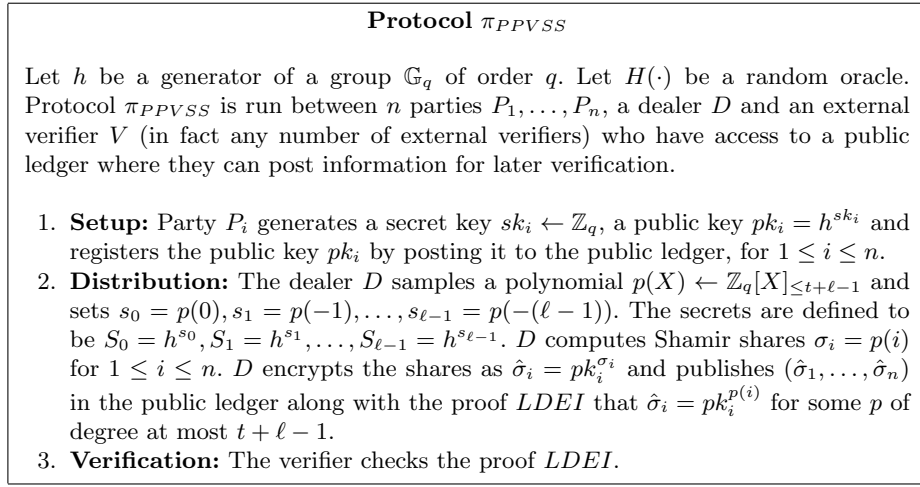 Protocol π_{PPVSS}
Let h be a generator of a group 𝔾_q of order q. Let H(·) be a random oracle.
Protocol π_{PPVSS} is run between n parties P_1, . . . , P_n, a dealer D and an external
verifier V (in fact any number of external verifiers) who have access to a public
ledger where they can post information for later verification.
1. Setup: Party P_i generates a secret key sk_i ← ℤ_q, a public key pk_i = h^{sk_i} and
registers the public key pk_i by posting it to the public ledger, for 1 ≤ i ≤ n.
2. Distribution: The dealer D samples a polynomial p(X) ← ℤ_q[X]_{≤t+ℓ−1} and
sets s_0 = p(0), s_1 = p(−1), . . . , s_{ℓ−1} = p(−(ℓ − 1)). The secrets are defined to
be S_0 = h^{s_0}, S_1 = h^{s_1}, . . . , S_{ℓ−1} = h^{s_{ℓ−1}}. D computes Shamir shares σ_i = p(i)
for 1 ≤ i ≤ n. D encrypts the shares as σ̂_i = pk_i^{σ_i} and publishes (σ̂_1, . . . , σ̂_n)
in the public ledger along with the proof LDEI that σ̂_i = pk_i^{p(i)} for some p of
degree at most t + ℓ − 1.
3. Verification: The verifier checks the proof LDEI.